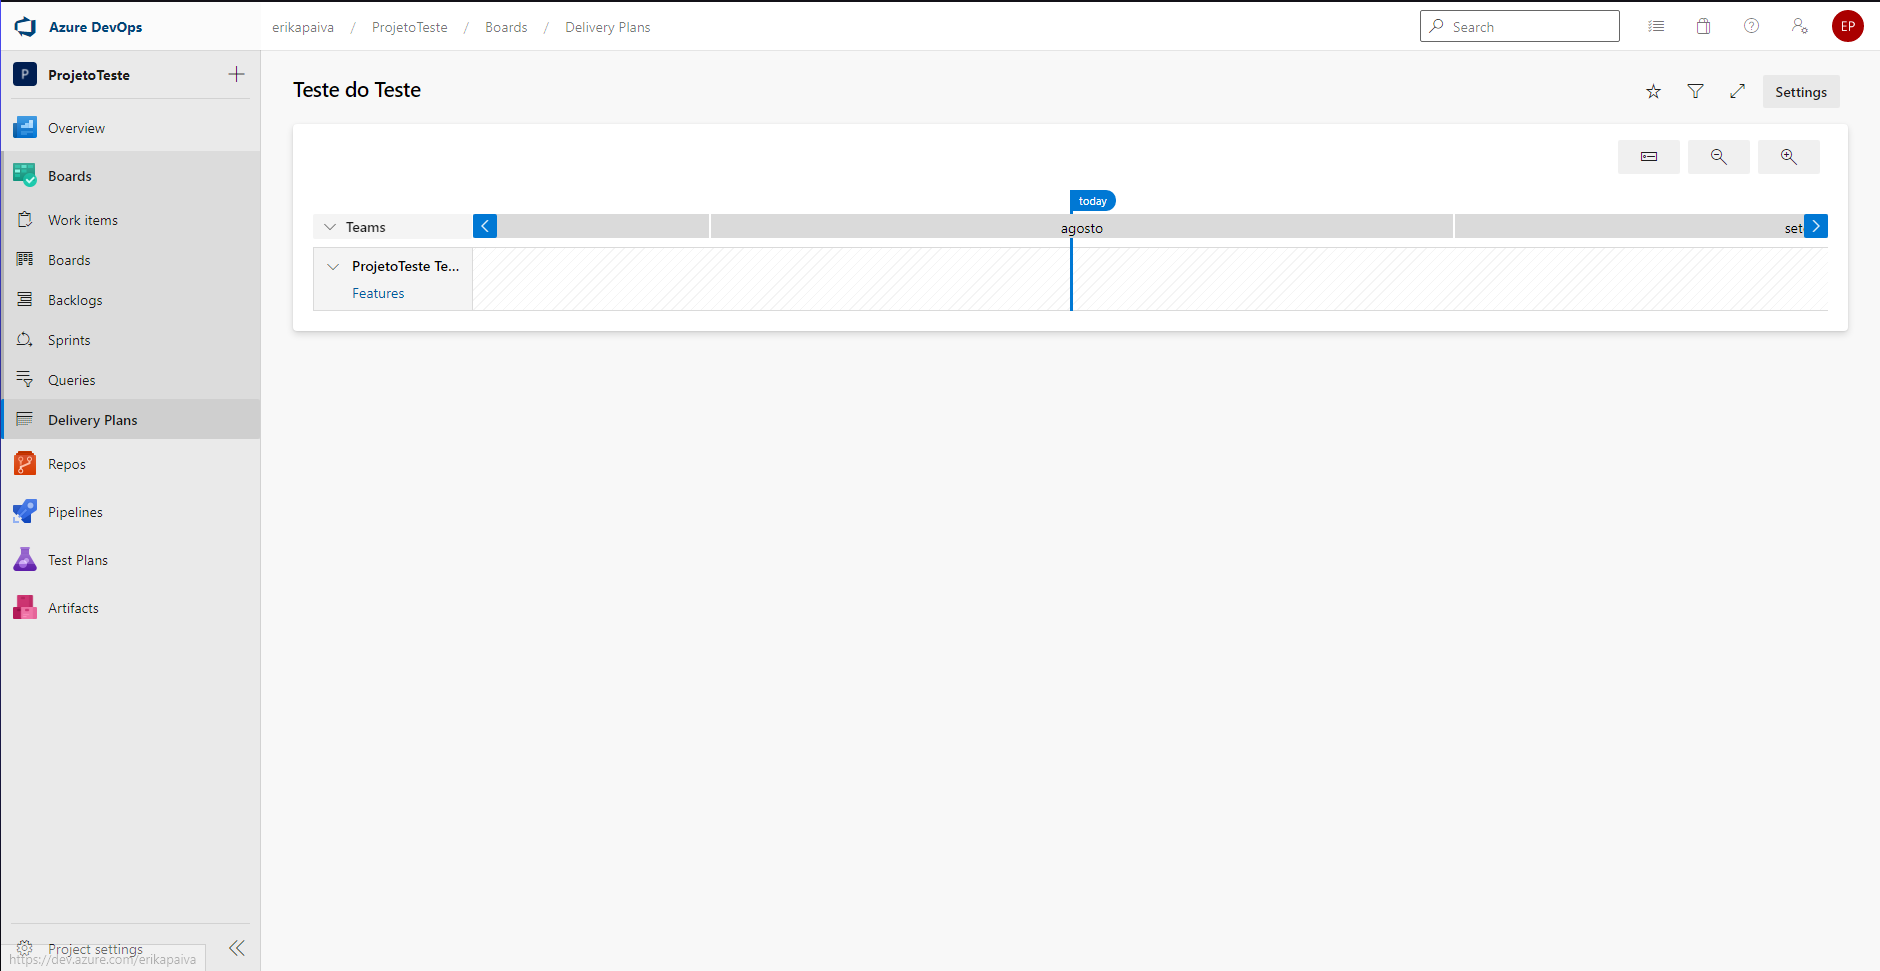 Azure DevOps
erikapaiva / ProjetoTeste / Boards / Delivery Plans
Search
EP
P ProjetoTeste
Overview
Boards
Work items
Boards
Backlogs
Sprints
Queries
Delivery Plans
Repos
Pipelines
Test Plans
Artifacts
Project settings
https://dev.azure.com/erikapaiva
Teste do Teste
Settings
today
Teams
agosto
set
ProjetoTeste Te...
Features